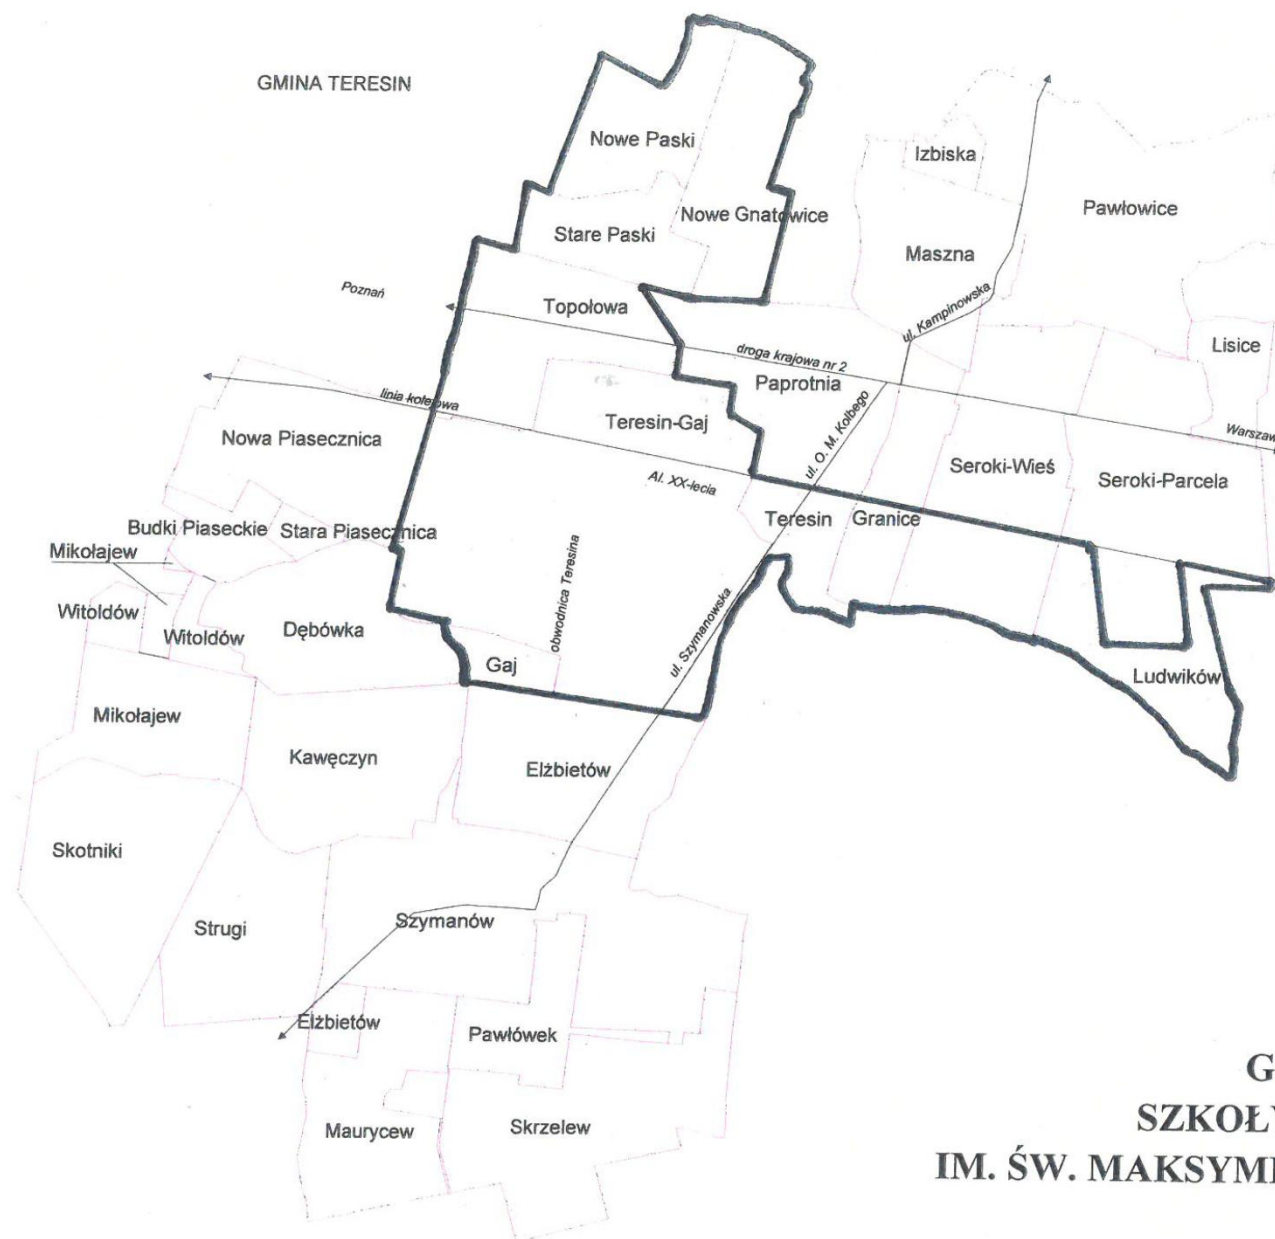 GMINA TERESIN
Nowe Paski
Izbiska
Pawłowice
Nowe Gnatowice
Stare Paski
Maszna
Poznań
Topołowa
ul. Kampinowska
Lisice
droga krajowa nr 2
Paprotnia
linia kolejowa
Teresin-Gaj
ul. O. M. Kolbego
Warszaw
Nowa Piasecznica
Seroki-Wieś
Seroki-Parcela
Al. XX-lecia
Teresin
Granice
Budki Piaseckie
Stara Piasecznica
Mikołajew
obwodnica Teresina
Witoldów
Witoldów
Dębówka
ul. Szymanowska
Gaj
Ludwików
Mikołajew
Kawęczyn
Elżbietów
Skotniki
Strugi
Szymanów
Elżbietów
Pawłówek
Maurycew
Skrzelew
G
SZKOŁY
IM. ŚW. MAKSYMI